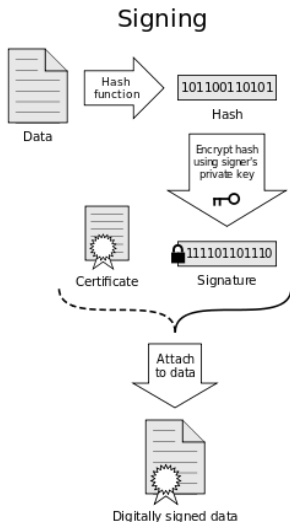 Signing
Hash
function
101100110101
Data
Hash
Encrypt hash
using signer's
private key
111101101110
Certificate
Signature
Attach
to data
Digitally signed data